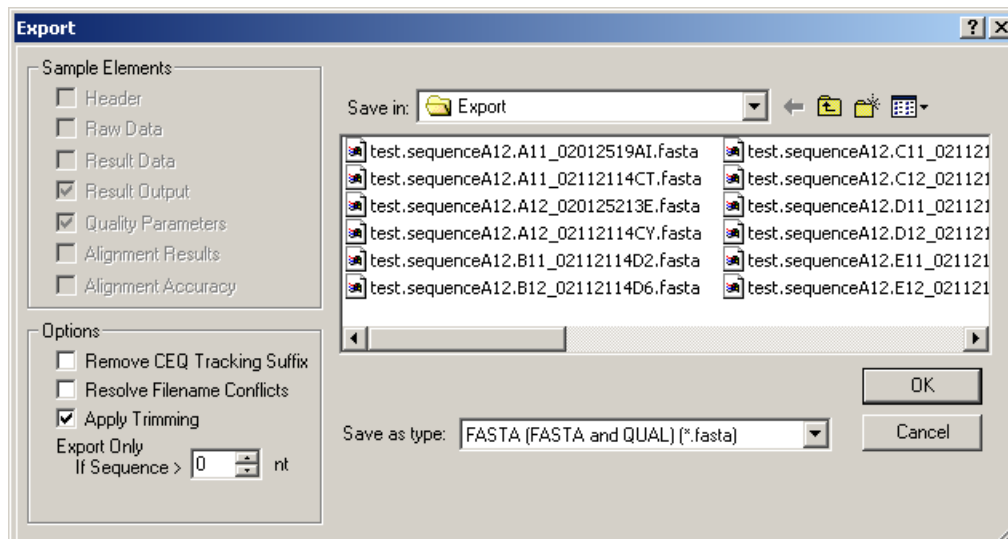 Export
Sample Elements
Header
Raw Data
Result Data
Result Output
Quality Parameters
Alignment Results
Alignment Accuracy
Options
Remove CEQ Tracking Suffix
Resolve Filename Conflicts
Apply Trimming
Export Only
If Sequence > 0 nt
Save in: Export
test.sequenceA12.A11_02012519AI.fasta
test.sequenceA12.A11_02112114CT.fasta
test.sequenceA12.A12_020125213E.fasta
test.sequenceA12.A12_02112114CY.fasta
test.sequenceA12.B11_02112114D2.fasta
test.sequenceA12.B12_02112114D6.fasta
test.sequenceA12.C11_021121
test.sequenceA12.C12_021121
test.sequenceA12.D11_021121
test.sequenceA12.D12_021121
test.sequenceA12.E11_021121
test.sequenceA12.E12_021121
OK
Save as type: FASTA (FASTA and QUAL) (*.fasta)
Cancel